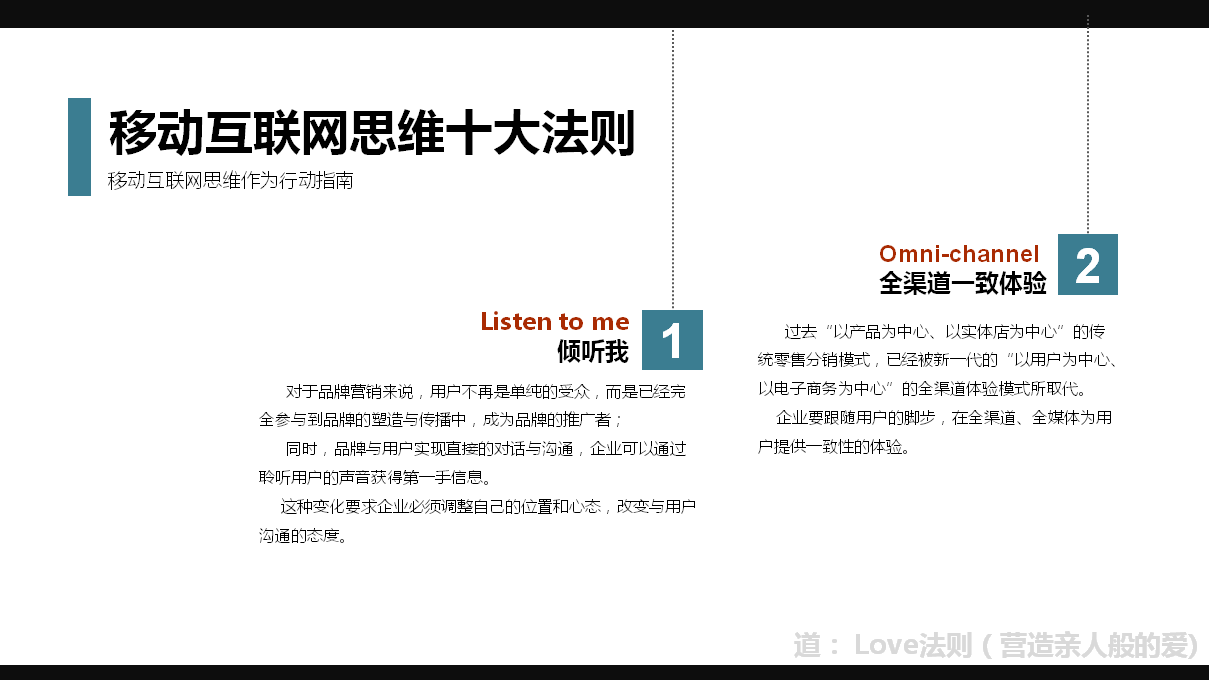 移动互联网思维十大法则
移动互联网思维作为行动指南
Listen to me
倾听我
1
对于品牌营销来说，用户不再是单纯的受众，而是已经完
全参与到品牌的塑造与传播中，成为品牌的推广者；
同时，品牌与用户实现直接的对话与沟通，企业可以通过
聆听用户的声音获得第一手信息。
这种变化要求企业必须调整自己的位置和心态，改变与用户
沟通的态度。
Omni-channel
全渠道一致体验
2
过去“以产品为中心、以实体店为中心”的传
统零售分销模式，已经被新一代的“以用户为中心、
以电子商务为中心”的全渠道体验模式所取代。
企业要跟随用户的脚步，在全渠道、全媒体为用
户提供一致性的体验。
道： Love法则（营造亲人般的爱)